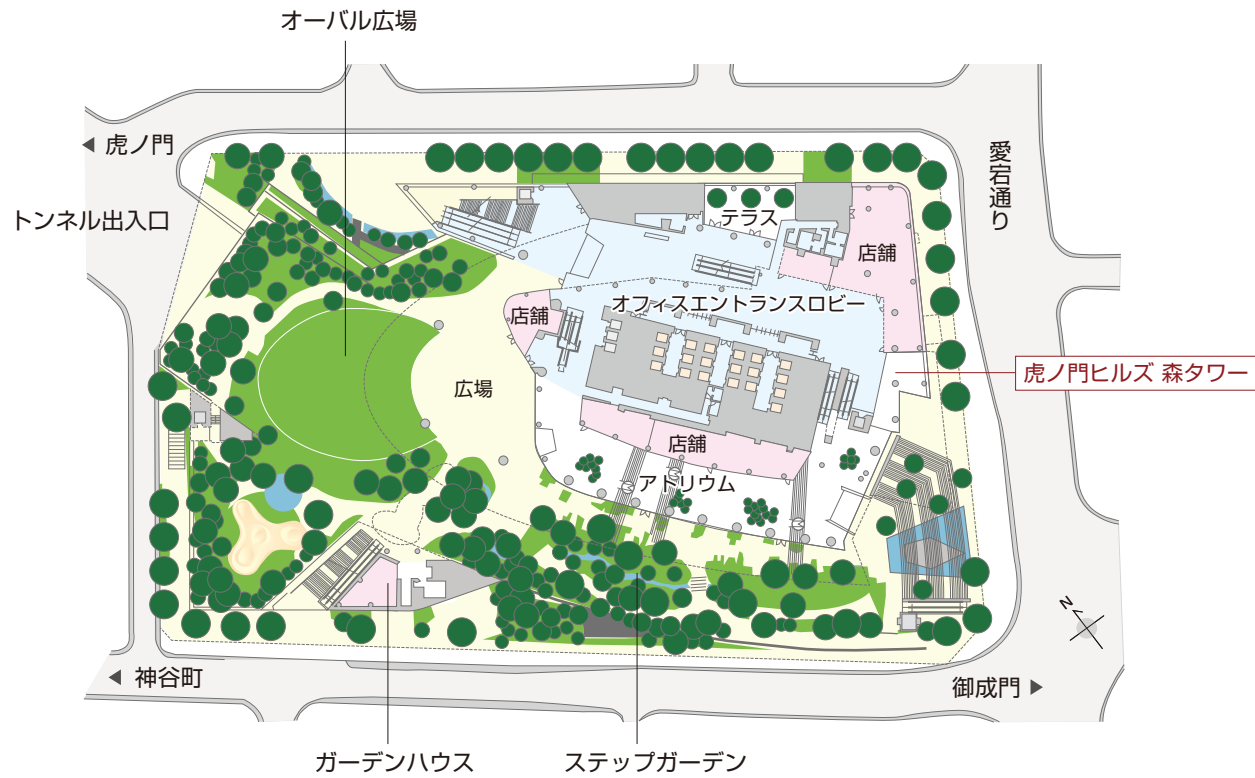 オーバル広場
虎ノ門
愛宕通り
トンネル出入口
テラス
店舗
オフィスエントランスロビー
店舗
虎ノ門ヒルズ 森タワー
広場
店舗
アトリウム
N
神谷町
御成門
ガーデンハウス
ステップガーデン